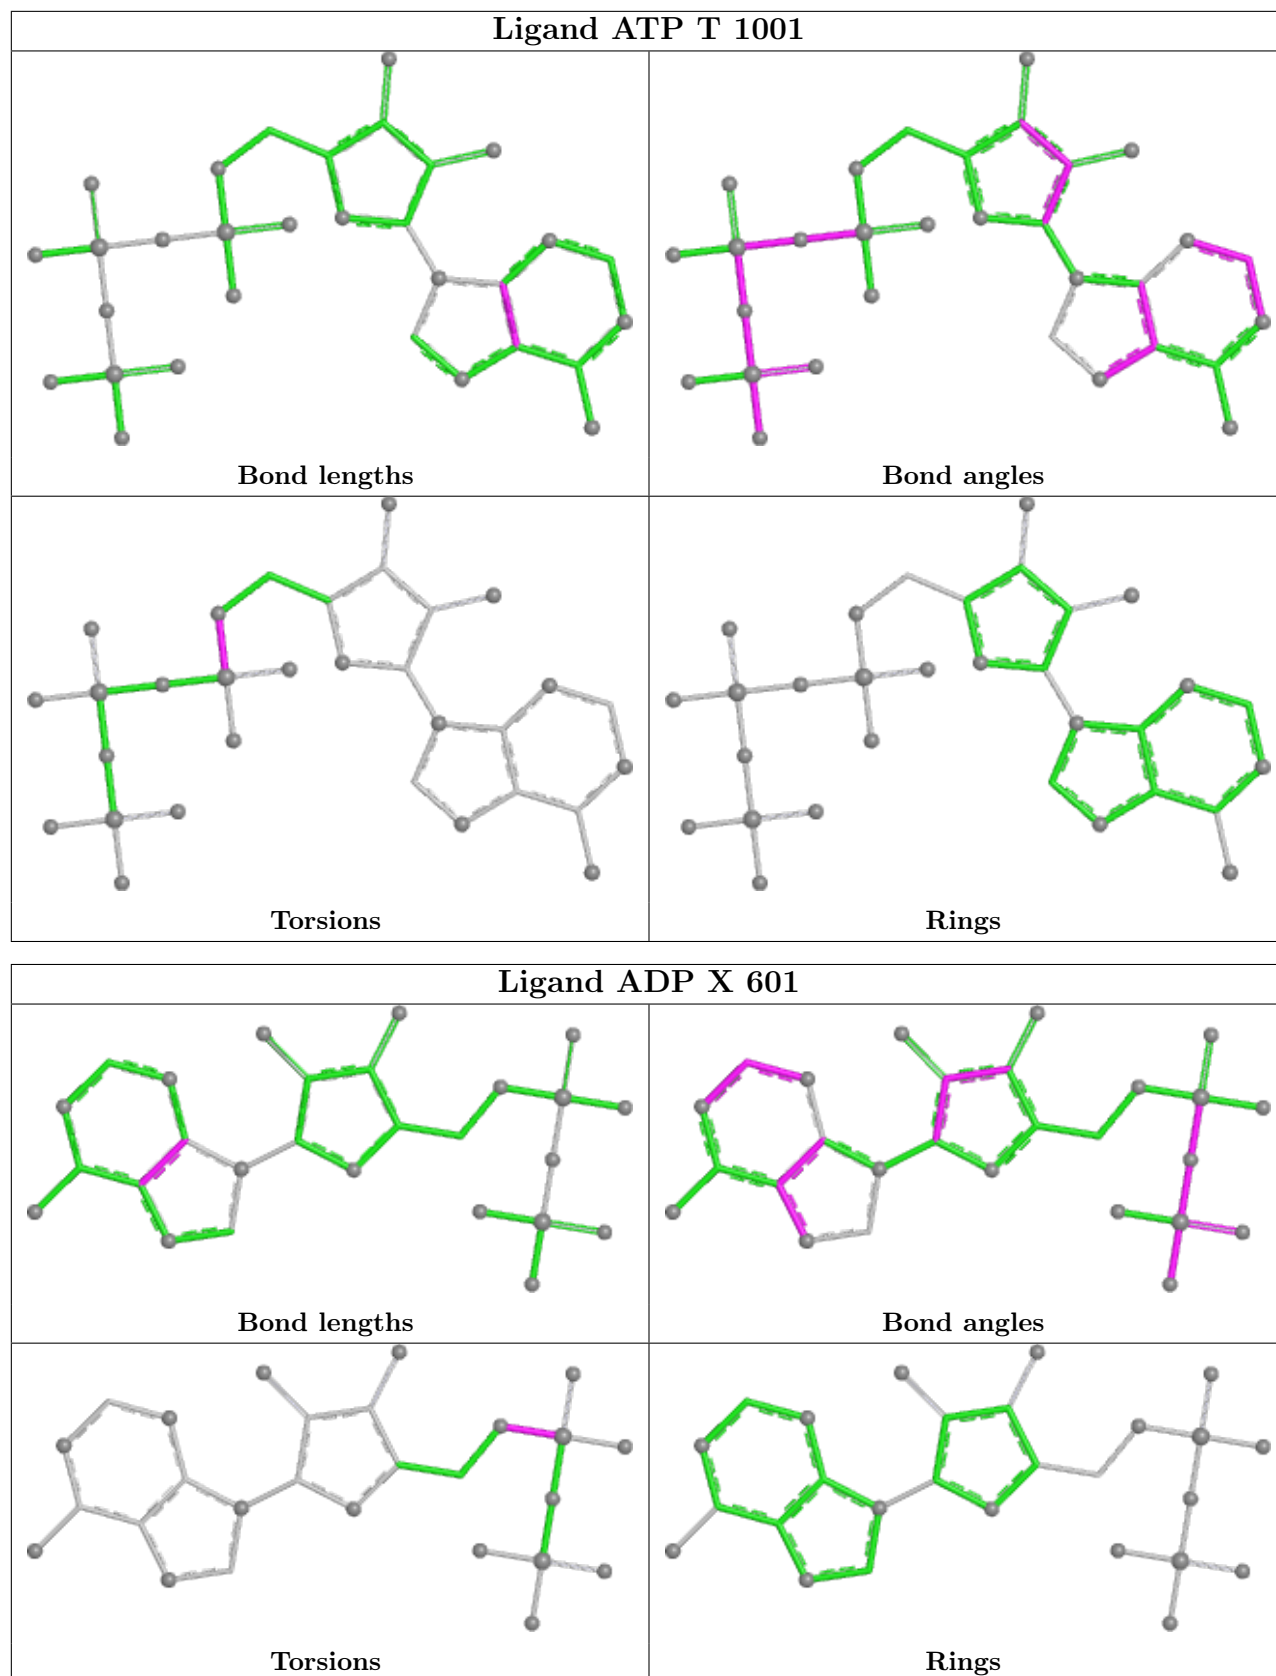 Ligand ATP T 1001
Bond lengths
Bond angles
Torsions
Rings
Ligand ADP X 601
Bond lengths
Bond angles
Torsions
Rings